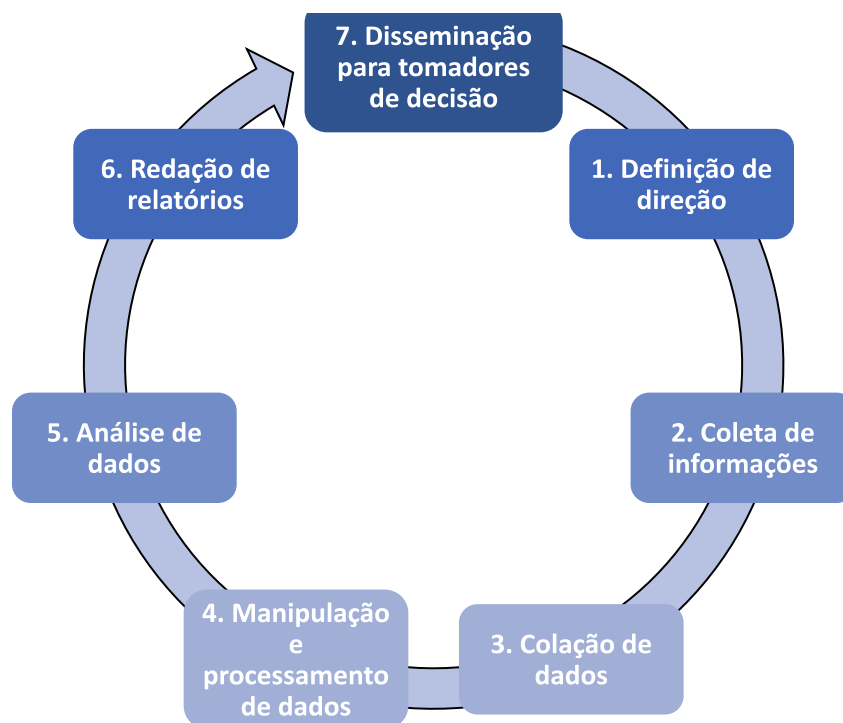 7. Disseminação
para tomadores
de decisão
1. Definição de
direção
2. Coleta de
informações
3. Colação de
dados
4. Manipulação
e
processamento
de dados
5. Análise de
dados
6. Redação de
relatórios